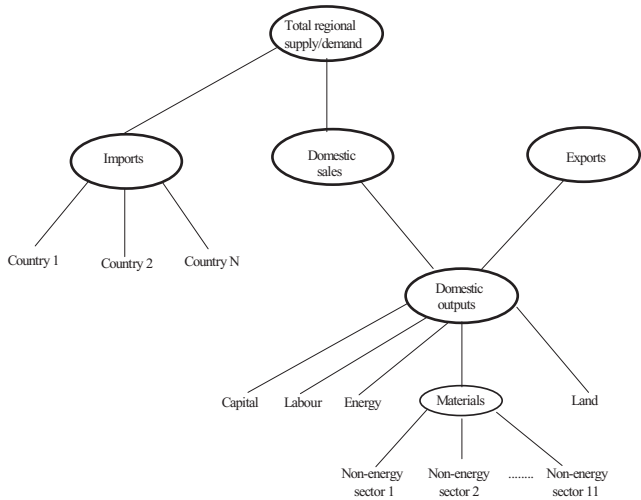 Total regional
supply/demand
Imports
Domestic
sales
Exports
Country 1
Country 2
Country N
Domestic
outputs
Capital
Labour
Energy
Materials
Land
Non-energy
sector 1
Non-energy
sector 2
........
Non-energy
sector 11